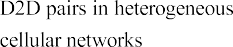 D2D pairs in heterogeneous
cellular networks